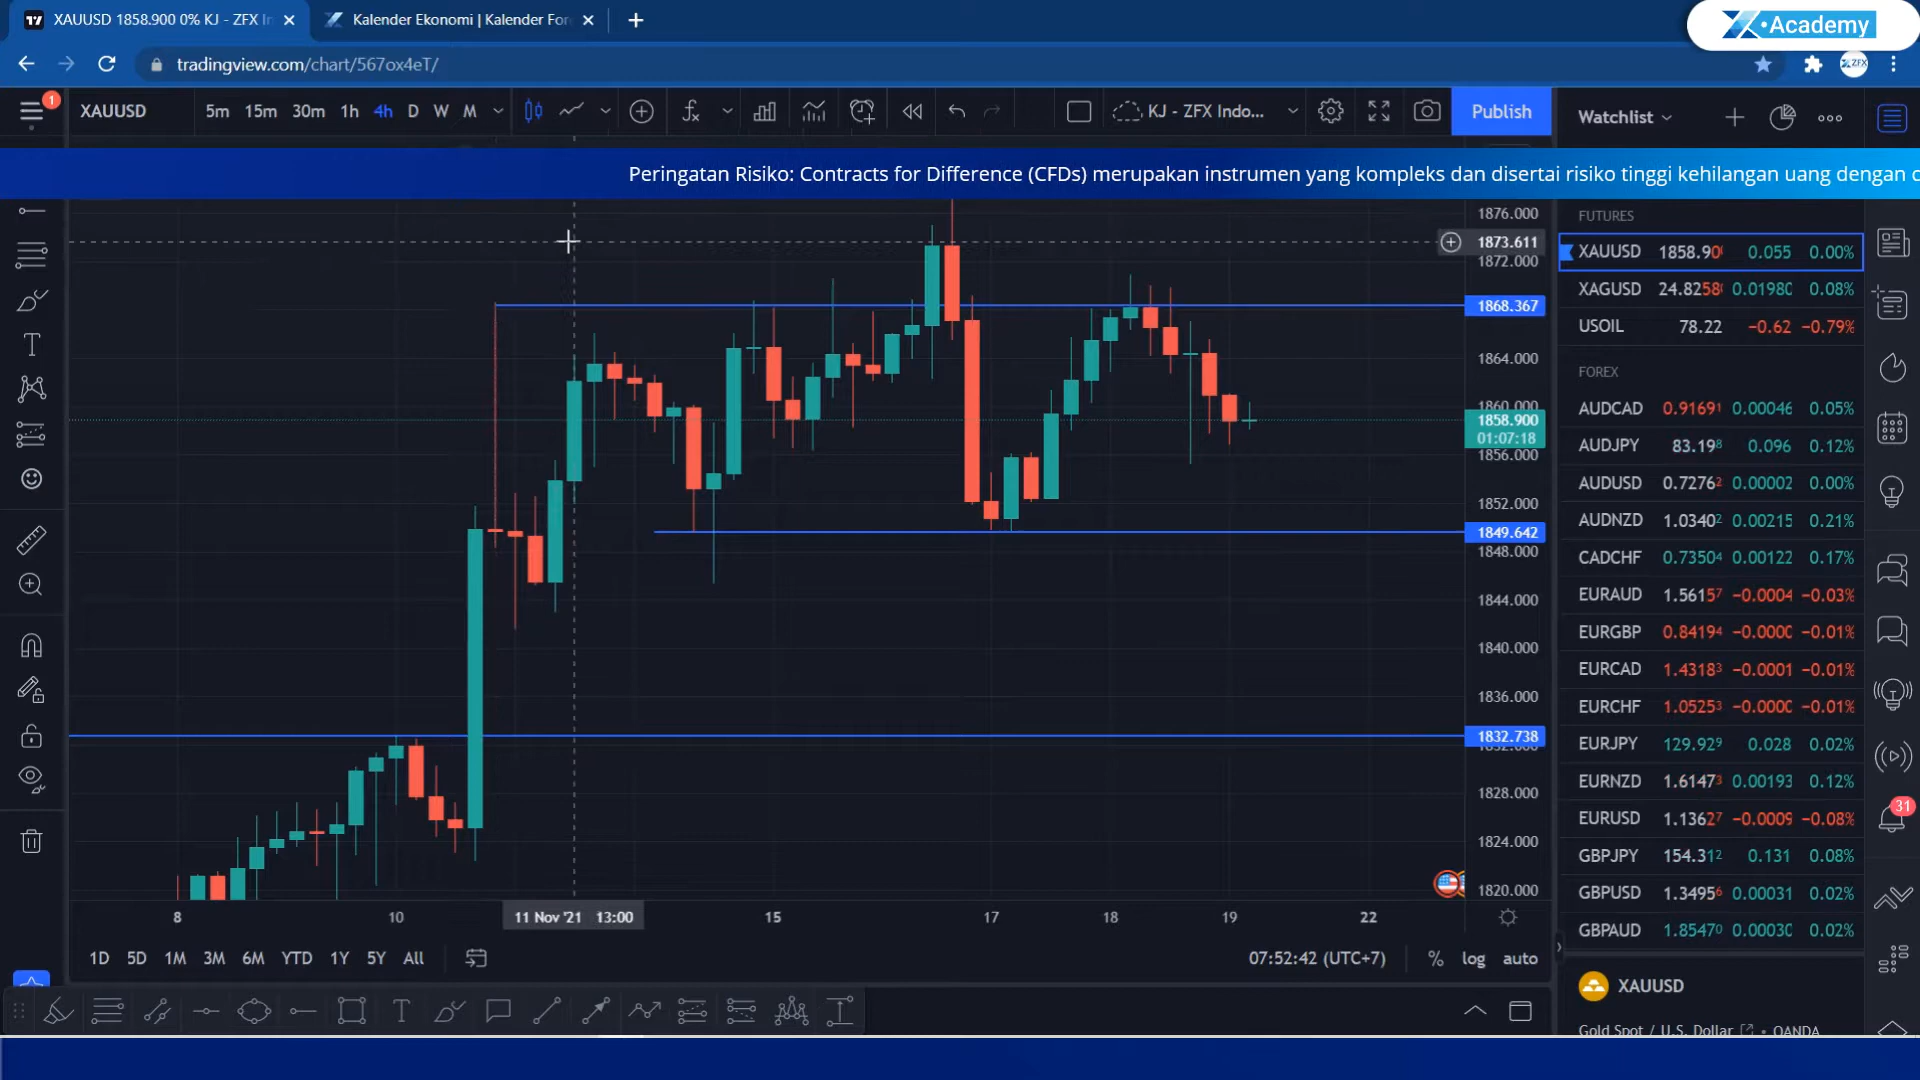 XAUUSD 1858.900 0% KJ - ZFX In
Kalender Ekonomi | Kalender For
X•Academy
tradingview.com/chart/567ox4eT/
ZFX
1
XAUUSD 5m 15m 30m 1h 4h D W M KJ - ZFX Indo... Publish
Watchlist
Peringatan Risiko: Contracts for Difference (CFDs) merupakan instrumen yang kompleks dan disertai risiko tinggi kehilangan uang dengan c
1876.000
1873.611
1872.000
1868.367
1864.000
1860.000
1858.900
01:07:18
1856.000
1852.000
1849.642
1848.000
1844.000
1840.000
1836.000
1832.738
1828.000
1824.000
1820.000
8 10 11 Nov '21 13:00 15 17 18 19 22
1D 5D 1M 3M 6M YTD 1Y 5Y All 07:52:42 (UTC+7) % log auto
FUTURES
XAUUSD 1858.90 0.055 0.00%
XAGUSD 24.8258 0.01980 0.08%
USOIL 78.22 −0.62 −0.79%
FOREX
AUDCAD 0.91691 0.00046 0.05%
AUDJPY 83.198 0.096 0.12%
AUDUSD 0.72762 0.00002 0.00%
AUDNZD 1.03402 0.00215 0.21%
CADCHF 0.73504 0.00122 0.17%
EURAUD 1.56157 −0.0004 −0.03%
EURGBP 0.84194 −0.0000 −0.01%
EURCAD 1.43183 −0.0001 −0.01%
EURCHF 1.05253 −0.0000 −0.01%
EURJPY 129.929 0.028 0.02%
EURNZD 1.61473 0.00193 0.12%
EURUSD 1.13627 −0.0009 −0.08%
GBPJPY 154.312 0.131 0.08%
GBPUSD 1.34956 0.00031 0.02%
GBPAUD 1.85470 0.00030 0.02%
31
XAUUSD
Gold Spot / U.S. Dollar • OANDA